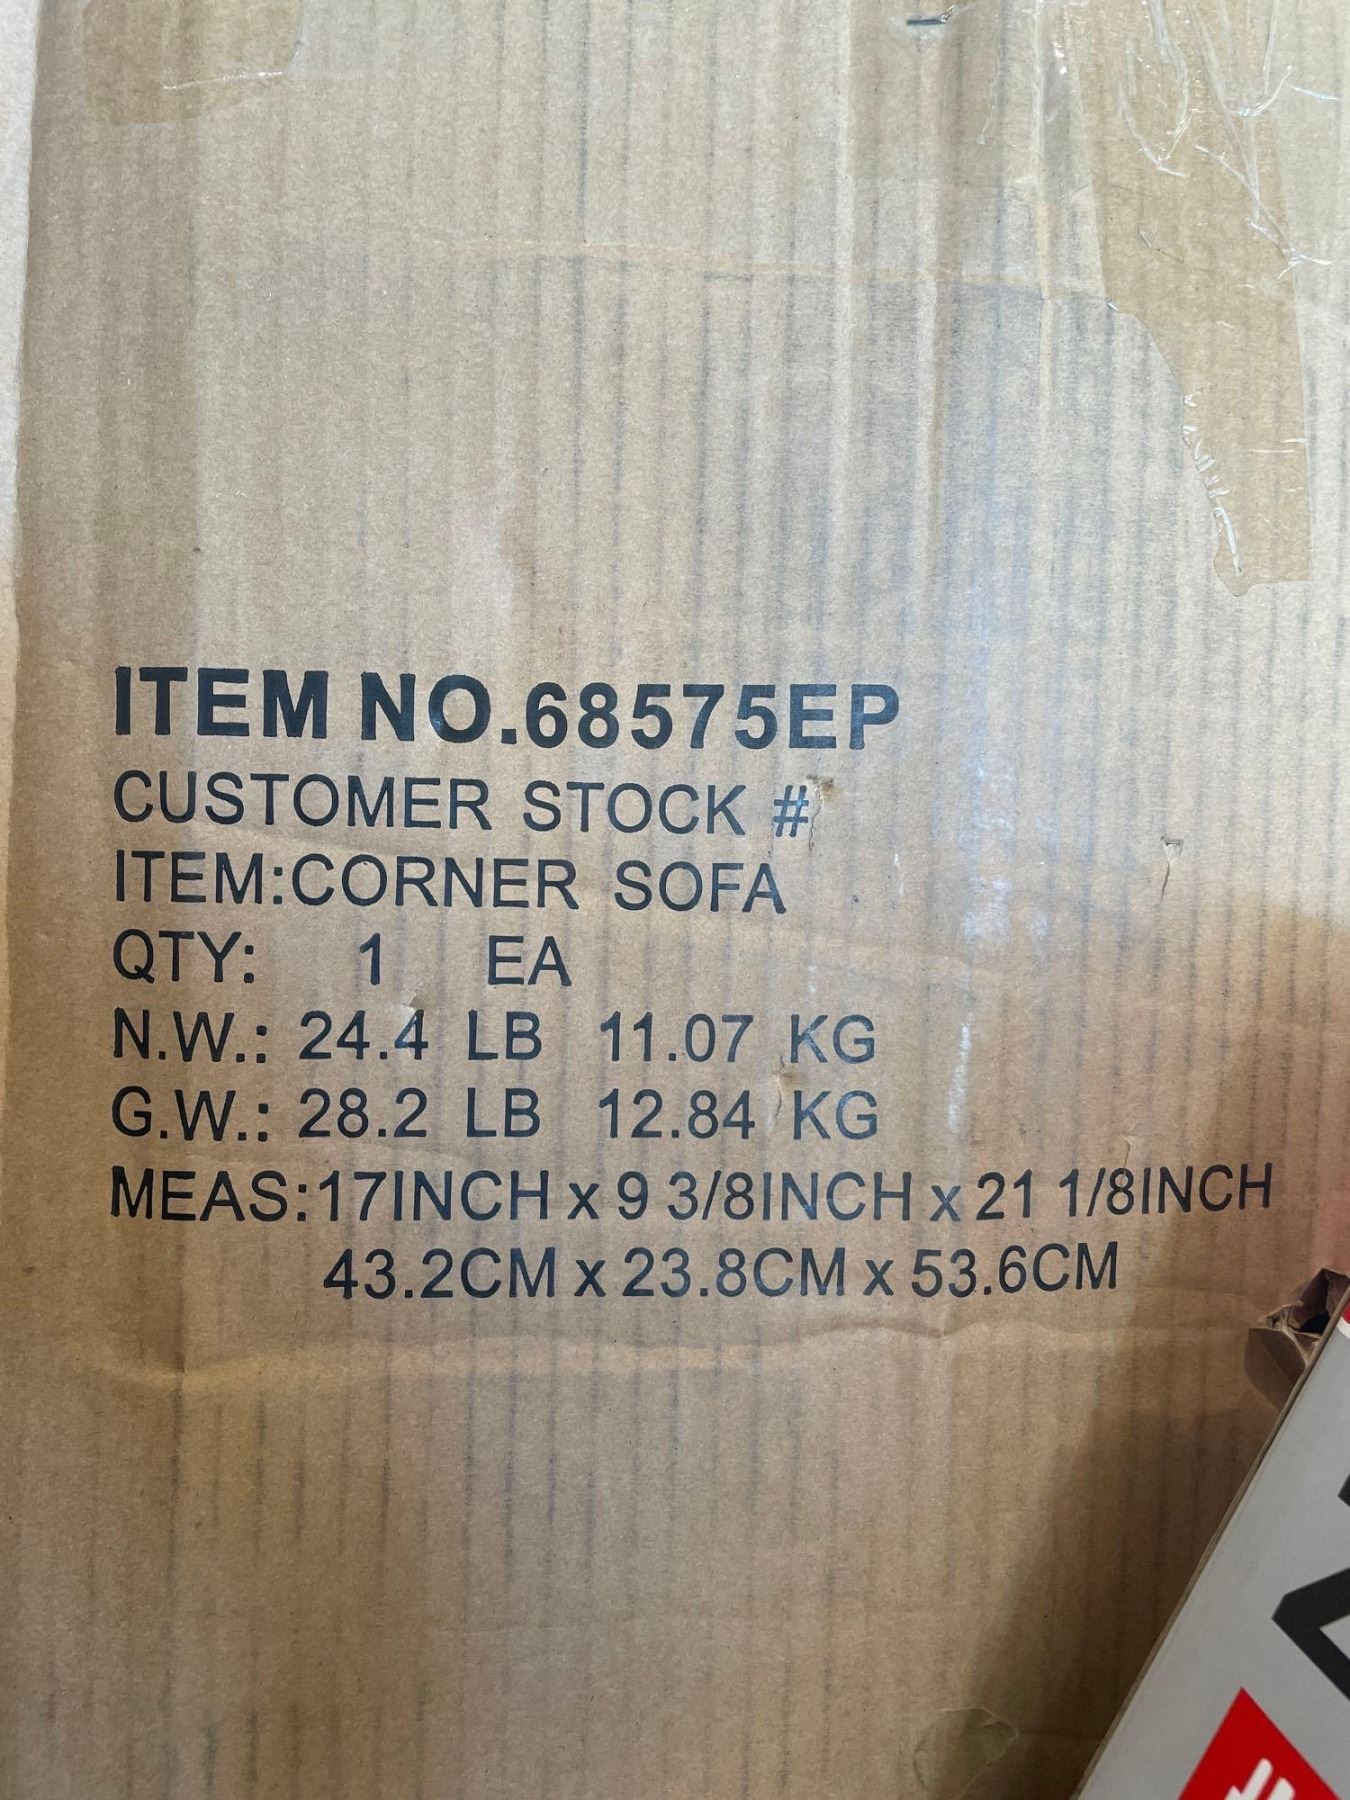 ITEM NO.68575EP
CUSTOMER STOCK #
ITEM:CORNER SOFA
QTY: 1 EA
N.W.: 24.4 LB 11.07 KG
G.W.: 28.2 LB 12.84 KG
MEAS:17INCH x 9 3/8INCH x 21 1/8INCH
43.2CM x 23.8CM x 53.6CM